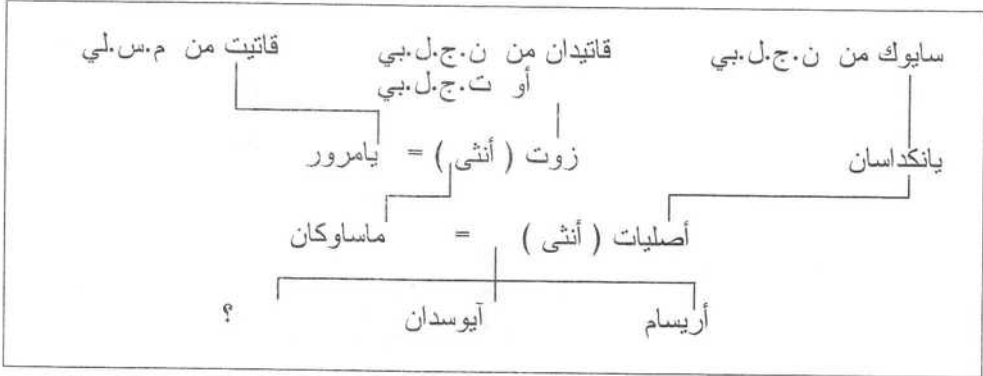 سايوك من ن.ج.ل.بي قاتيدان من ن.ج.ل.بي قاتيت من م.س.لي
أو ت.ج.ل.بي
يانكداسان زوت ( أنثى ) = يامرور
أصليات ( أنثى ) = ماساوكان
أريسام آيوسدان ؟